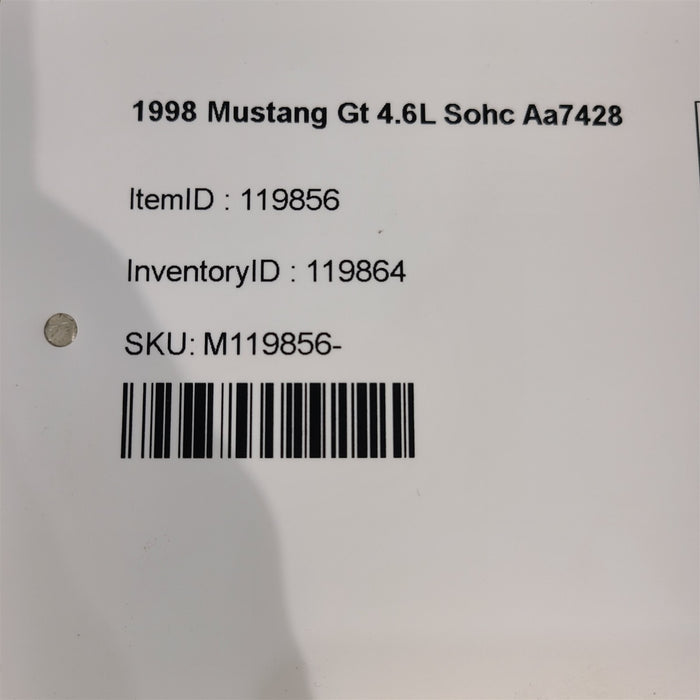 1998 Mustang Gt 4.6L Sohc Aa7428
ItemID : 119856
InventoryID : 119864
SKU: M119856-